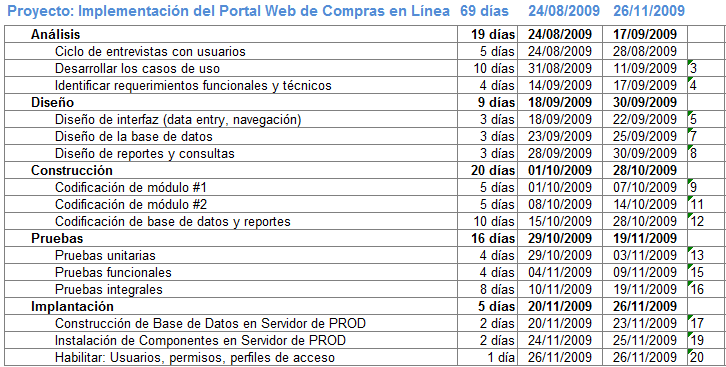 Proyecto: Implementación del Portal Web de Compras en Línea 69 días 24/08/2009 26/11/2009
Análisis 19 días 24/08/2009 17/09/2009
Ciclo de entrevistas con usuarios 5 días 24/08/2009 28/08/2009
Desarrollar los casos de uso 10 días 31/08/2009 11/09/2009 3
Identificar requerimientos funcionales y técnicos 4 días 14/09/2009 17/09/2009 4
Diseño 9 días 18/09/2009 30/09/2009
Diseño de interfaz (data entry, navegación) 3 días 18/09/2009 22/09/2009 5
Diseño de la base de datos 3 días 23/09/2009 25/09/2009 7
Diseño de reportes y consultas 3 días 28/09/2009 30/09/2009 8
Construcción 20 días 01/10/2009 28/10/2009
Codificación de módulo #1 5 días 01/10/2009 07/10/2009 9
Codificación de módulo #2 5 días 08/10/2009 14/10/2009 11
Codificación de base de datos y reportes 10 días 15/10/2009 28/10/2009 12
Pruebas 16 días 29/10/2009 19/11/2009
Pruebas unitarias 4 días 29/10/2009 03/11/2009 13
Pruebas funcionales 4 días 04/11/2009 09/11/2009 15
Pruebas integrales 8 días 10/11/2009 19/11/2009 16
Implantación 5 días 20/11/2009 26/11/2009
Construcción de Base de Datos en Servidor de PROD 2 días 20/11/2009 23/11/2009 17
Instalación de Componentes en Servidor de PROD 2 días 24/11/2009 25/11/2009 19
Habilitar: Usuarios, permisos, perfiles de acceso 1 día 26/11/2009 26/11/2009 20